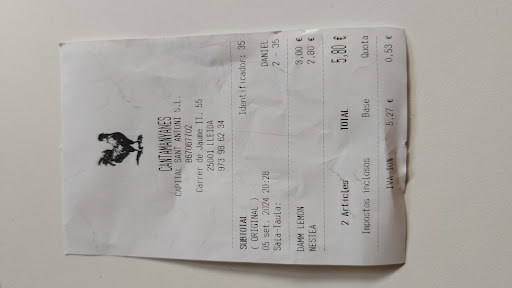 CANTAMANYANES
CAPITAL SANT ANTONI S.L.
B67067702
Carrer de Jaume II, 55
25001 LLEIDA
973 98 62 34
SUBTOTAL Identificador: 35
( ORIGINAL )
05 set. 2024 20:28 DANIEL
Sala-Taula: 2 - 35
DAMM LEMON 3,00 €
NESTEA 2,80 €
2 Articles TOTAL 5,80 €
Impostos inclosos Base Quota
IVA 10% 5,27 € 0,53 €